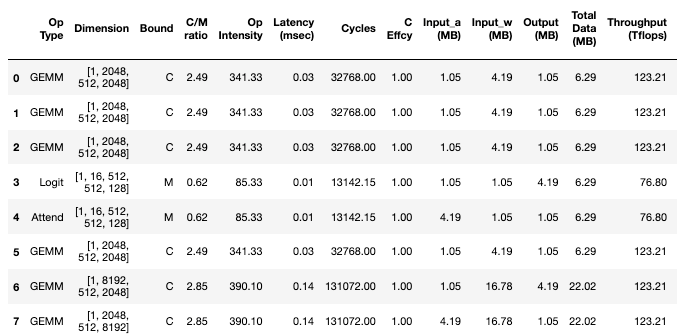 Op Type Dimension Bound C/M ratio Op Intensity Latency (msec) Cycles C Effcy Input_a (MB) Input_w (MB) Output (MB) Total Data (MB) Throughput (Tflops)
0 GEMM [1, 2048, 512, 2048] C 2.49 341.33 0.03 32768.00 1.00 1.05 4.19 1.05 6.29 123.21
1 GEMM [1, 2048, 512, 2048] C 2.49 341.33 0.03 32768.00 1.00 1.05 4.19 1.05 6.29 123.21
2 GEMM [1, 2048, 512, 2048] C 2.49 341.33 0.03 32768.00 1.00 1.05 4.19 1.05 6.29 123.21
3 Logit [1, 16, 512, 512, 128] M 0.62 85.33 0.01 13142.15 1.00 1.05 1.05 4.19 6.29 76.80
4 Attend [1, 16, 512, 512, 128] M 0.62 85.33 0.01 13142.15 1.00 4.19 1.05 1.05 6.29 76.80
5 GEMM [1, 2048, 512, 2048] C 2.49 341.33 0.03 32768.00 1.00 1.05 4.19 1.05 6.29 123.21
6 GEMM [1, 8192, 512, 2048] C 2.85 390.10 0.14 131072.00 1.00 1.05 16.78 4.19 22.02 123.21
7 GEMM [1, 2048, 512, 8192] C 2.85 390.10 0.14 131072.00 1.00 4.19 16.78 1.05 22.02 123.21